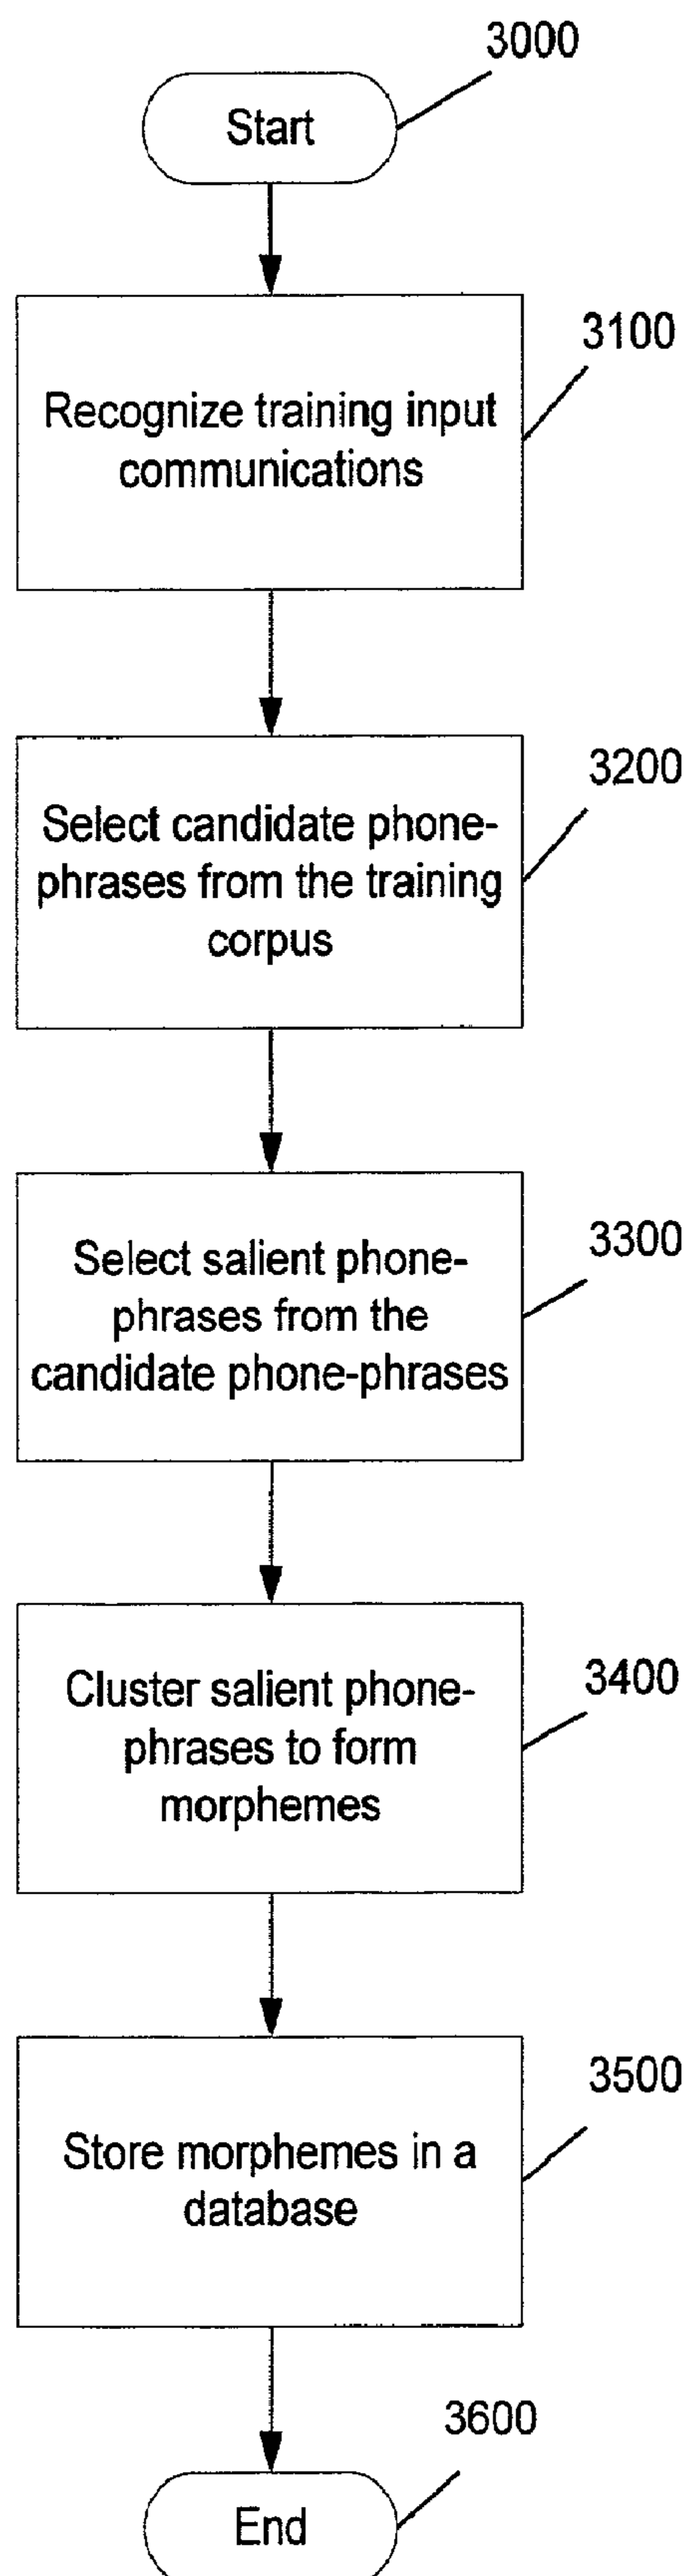 3000
Start
3100
Recognize training input
communications
3200
Select candidate phone-
phrases from the training
corpus
3300
Select salient phone-
phrases from the
candidate phone-phrases
3400
Cluster salient phone-
phrases to form
morphemes
3500
Store morphemes in a
database
3600
End